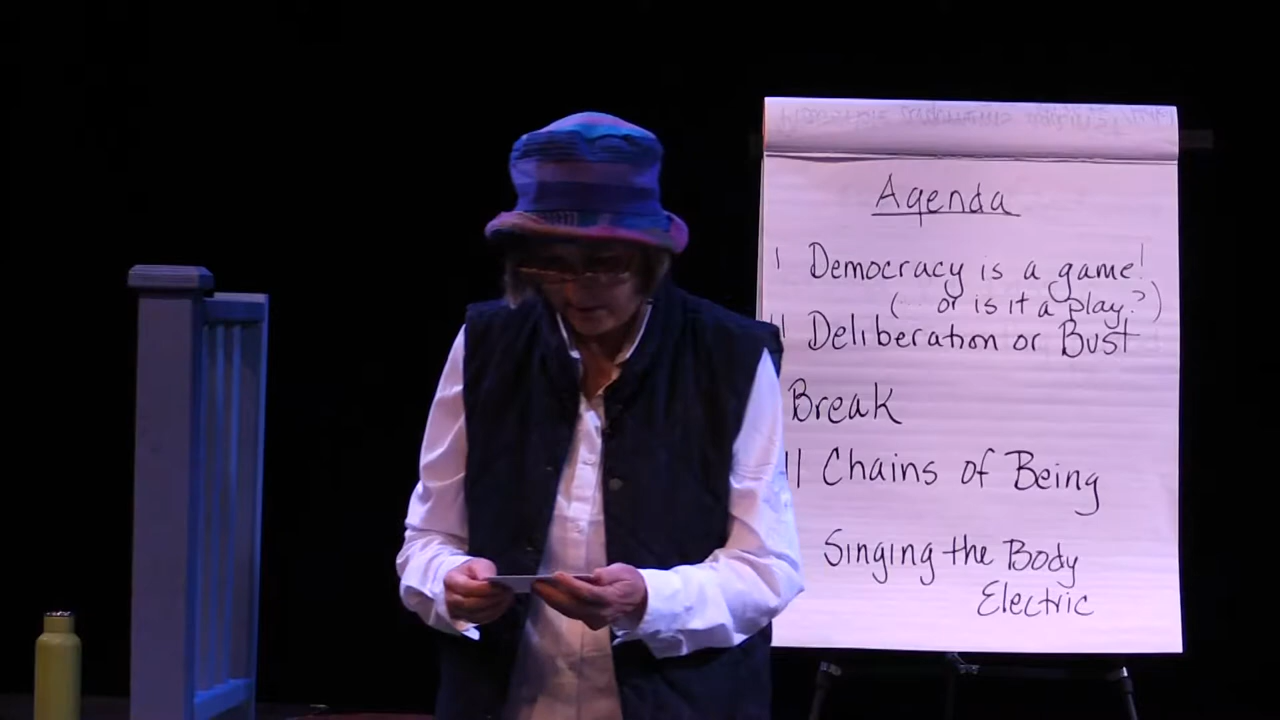 Agenda
I Democracy is a game!
(... or is it a play?)
II Deliberation or Bust
Break
II Chains of Being
Singing the Body
Electric